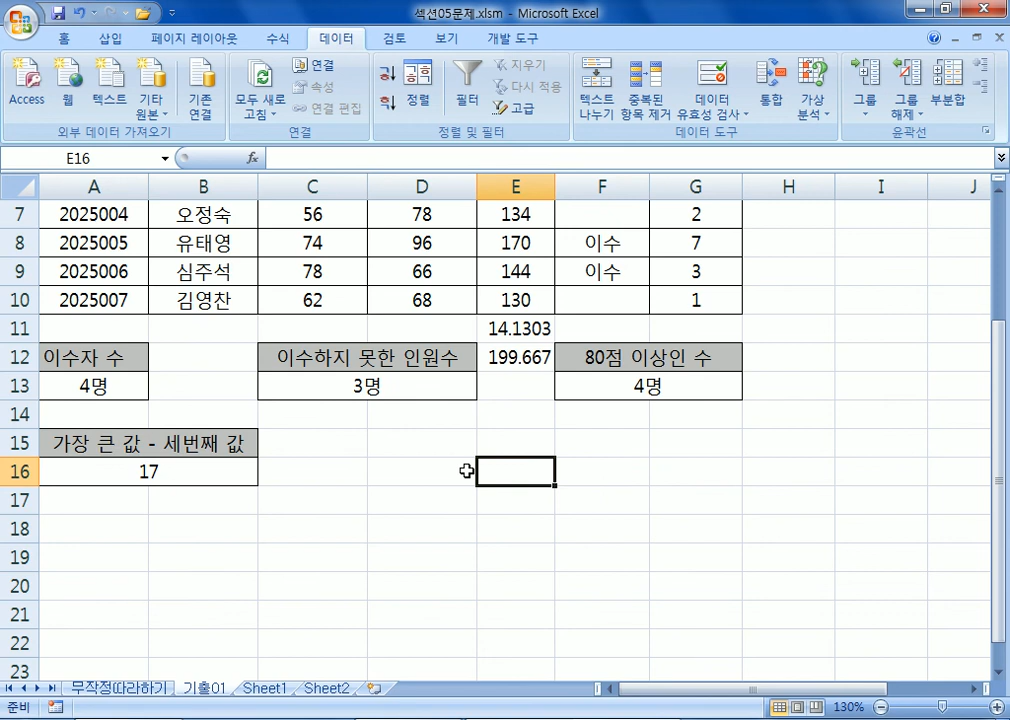 섹션05문제.xlsm - Microsoft Excel
홈 삽입 페이지 레이아웃 수식 데이터 검토 보기 개발 도구
Access 웹 텍스트 기타 원본 기존 연결
외부 데이터 가져오기
모두 새로 고침 연결 속성 연결 편집
연결
정렬 필터 지우기 다시 적용 고급
정렬 및 필터
텍스트 나누기 중복된 항목 제거 데이터 유효성 검사 통합 가상 분석
데이터 도구
그룹 그룹 해제 부분합
윤곽선
E16 fx
A B C D E F G H I J
7 2025004 오정숙 56 78 134 2
8 2025005 유태영 74 96 170 이수 7
9 2025006 심주석 78 66 144 이수 3
10 2025007 김영찬 62 68 130 1
11 14.1303
12 이수자 수 이수하지 못한 인원수 199.667 80점 이상인 수
13 4명 3명 4명
14
15 가장 큰 값 - 세번째 값
16 17
17
18
19
20
21
22
23
무작정따라하기 기출01 Sheet1 Sheet2
준비 130%